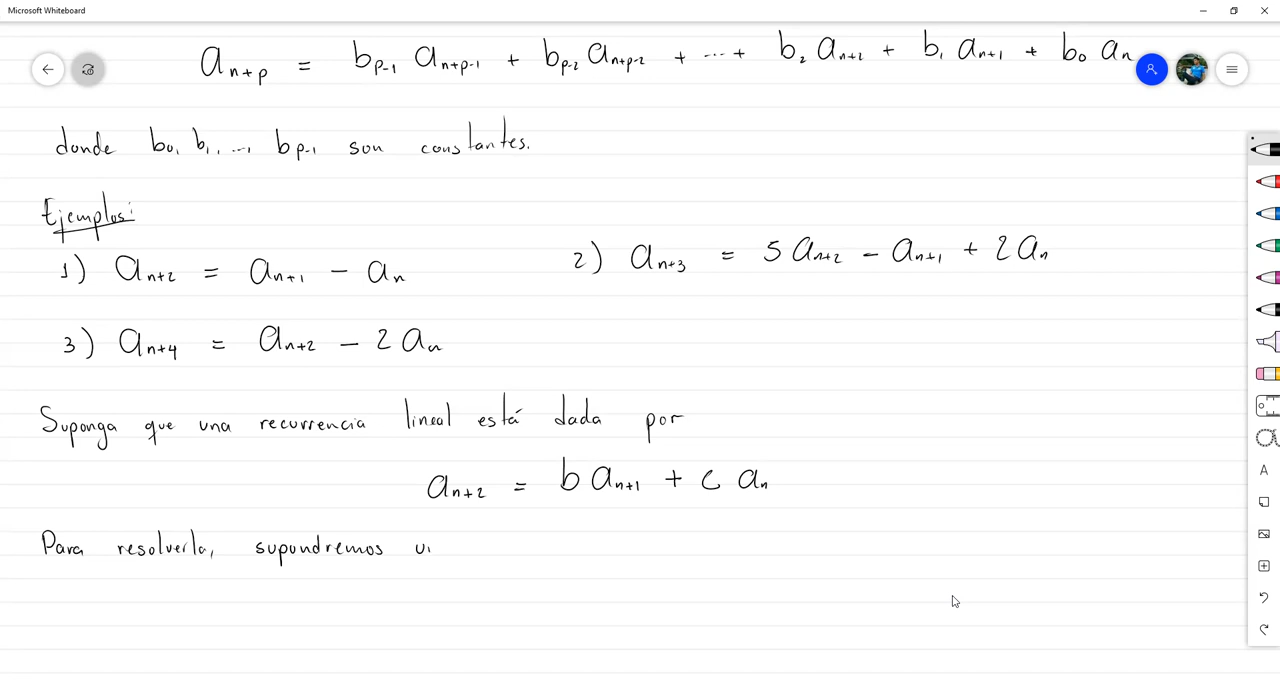 Microsoft Whiteboard
a_{n+p} = b_{p-1} a_{n+p-1} + b_{p-2} a_{n+p-2} + ... + b_2 a_{n+2} + b_1 a_{n+1} + b_0 a_n
donde b_0, b_1, ..., b_{p-1} son constantes.
Ejemplos:
1) a_{n+2} = a_{n+1} - a_n
2) a_{n+3} = 5 a_{n+2} - a_{n+1} + 2 a_n
3) a_{n+4} = a_{n+2} - 2 a_n
Suponga que una recurrencia lineal está dada por
a_{n+2} = b a_{n+1} + c a_n
Para resolverla, supondremos